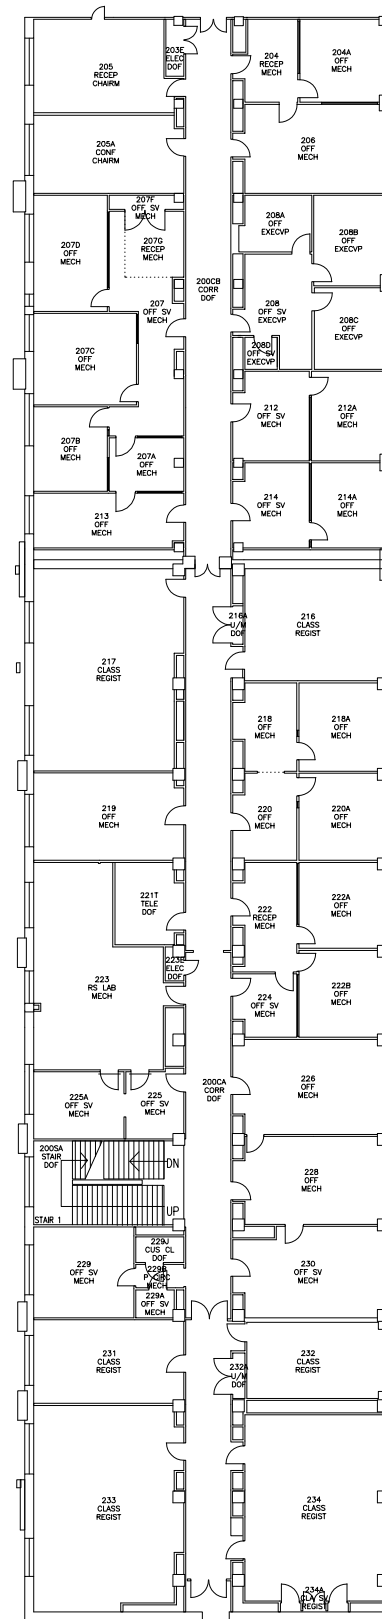 205
RECEP
CHAIRM
203E
ELEC
DOF
204
RECEP
MECH
204A
OFF
MECH
205A
CONF
CHAIRM
206
OFF
MECH
207F
OFF SV
MECH
207G
RECEP
MECH
207D
OFF
MECH
207
OFF SV
MECH
200CB
CORR
DOF
208A
OFF
EXECVP
208B
OFF
EXECVP
208
OFF SV
EXECVP
208C
OFF
EXECVP
208D
OFF SV
EXECVP
207C
OFF
MECH
207B
OFF
MECH
207A
OFF
MECH
212
OFF SV
MECH
212A
OFF
MECH
213
OFF
MECH
214
OFF SV
MECH
214A
OFF
MECH
216A
U/M
DOF
216
CLASS
REGIST
217
CLASS
REGIST
218
OFF
MECH
218A
OFF
MECH
219
OFF
MECH
220
OFF
MECH
220A
OFF
MECH
221T
TELE
DOF
222
RECEP
MECH
222A
OFF
MECH
223
RS LAB
MECH
223E
ELEC
DOF
224
OFF SV
MECH
222B
OFF
MECH
225A
OFF SV
MECH
225
OFF SV
MECH
200CA
CORR
DOF
226
OFF
MECH
200SA
STAIR
DOF
DN
UP
STAIR 1
228
OFF
MECH
229
OFF SV
MECH
229J
CUS CL
DOF
229B
P CIRC
MECH
229A
OFF SV
MECH
230
OFF SV
MECH
231
CLASS
REGIST
232A
U/M
DOF
232
CLASS
REGIST
233
CLASS
REGIST
234
CLASS
REGIST
234A
CLA SV
REGIST